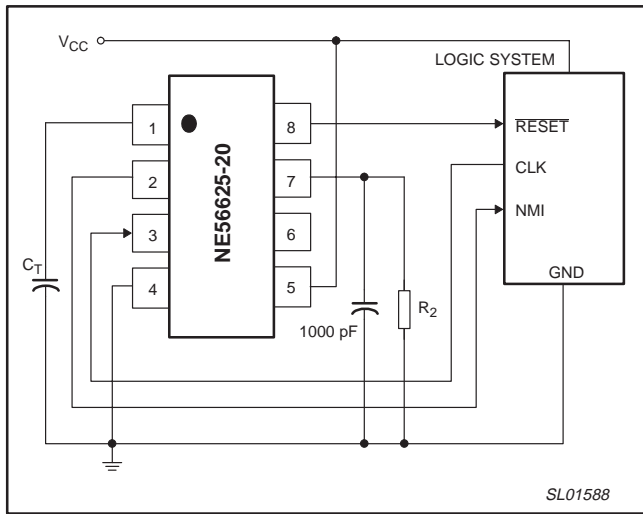 V_CC
LOGIC SYSTEM
NE56625-20
1
2
3
4
8
7
6
5
RESET
CLK
NMI
GND
C_T
1000 pF
R_2
SL01588